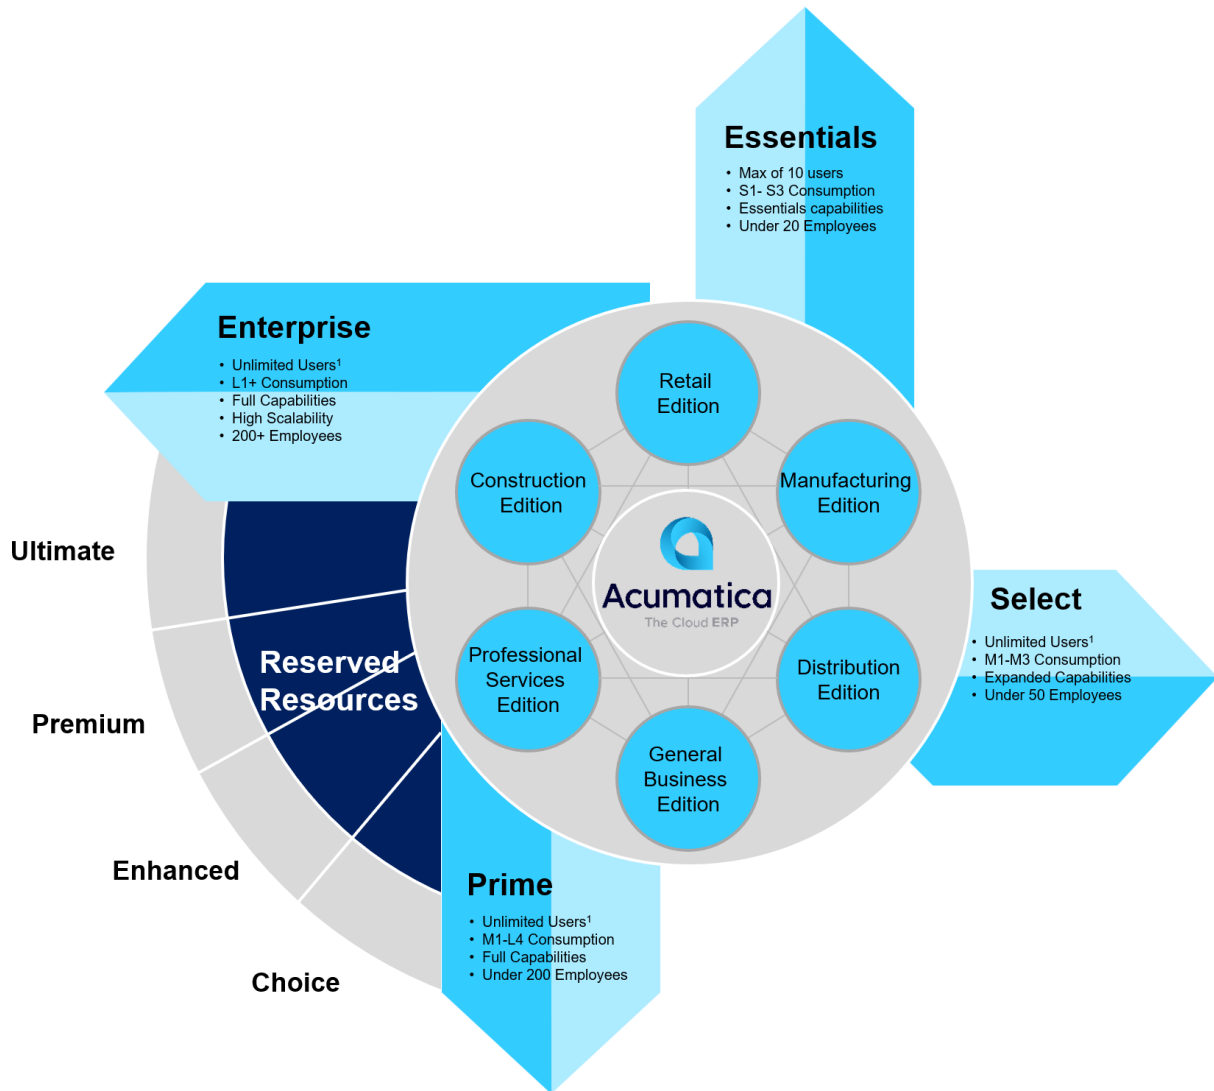 Essentials
• Max of 10 users
• S1- S3 Consumption
• Essentials capabilities
• Under 20 Employees
Enterprise
• Unlimited Users¹
• L1+ Consumption
• Full Capabilities
• High Scalability
• 200+ Employees
Retail
Edition
Construction
Edition
Manufacturing
Edition
Acumatica
The Cloud ERP
Professional
Services
Edition
Distribution
Edition
General
Business
Edition
Select
• Unlimited Users¹
• M1-M3 Consumption
• Expanded Capabilities
• Under 50 Employees
Ultimate
Reserved
Resources
Premium
Enhanced
Choice
Prime
• Unlimited Users¹
• M1-L4 Consumption
• Full Capabilities
• Under 200 Employees